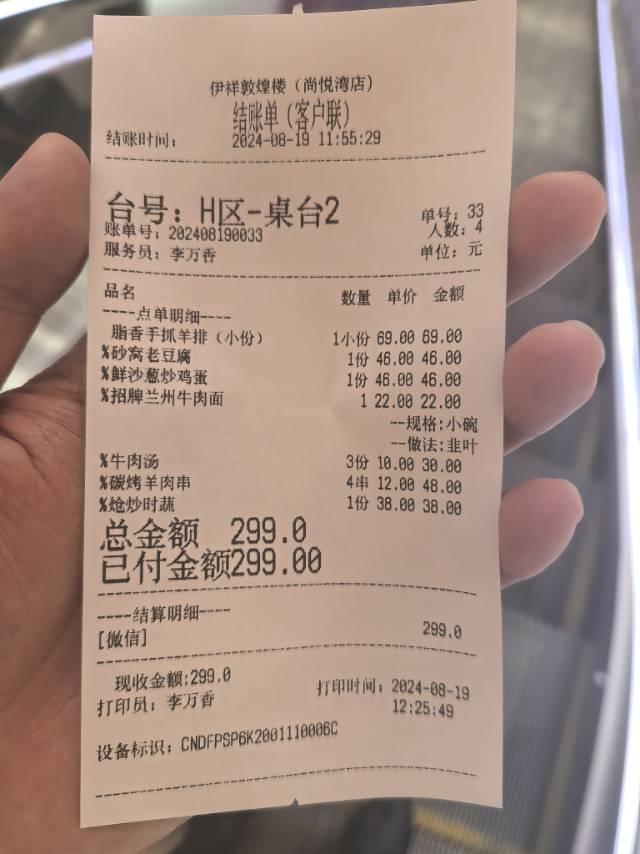 伊祥敦煌楼（尚悦湾店）
结账单（客户联）
结账时间： 2024-08-19 11:55:29
台号：H区-桌台2 单号：33
账单号：202408190033 人数：4
服务员：李万香 单位：元
品名 数量 单价 金额
----点单明细----
脂香手抓羊排（小份） 1小份 69.00 69.00
%砂窝老豆腐 1份 46.00 46.00
%鲜沙葱炒鸡蛋 1份 46.00 46.00
%招牌兰州牛肉面 1 22.00 22.00
--规格:小碗
--做法:韭叶
%牛肉汤 3份 10.00 30.00
%碳烤羊肉串 4串 12.00 48.00
%炝炒时蔬 1份 38.00 38.00
总金额 299.0
已付金额299.00
----结算明细----
[微信] 299.0
现收金额:299.0
打印员：李万香 打印时间：2024-08-19
12:25:49
设备标识：CNDFPSP6K2001110006C